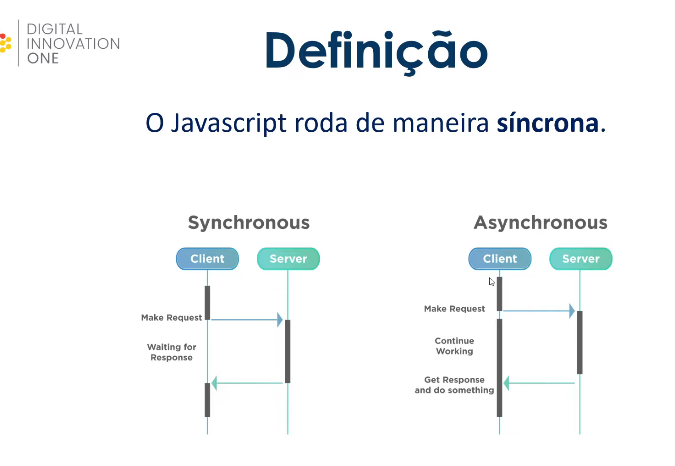 DIGITAL
INNOVATION
ONE
Definição
O Javascript roda de maneira síncrona.
Synchronous
Client
Server
Make Request
Waiting for
Response
Asynchronous
Client
Server
Make Request
Continue
Working
Get Response
and do something